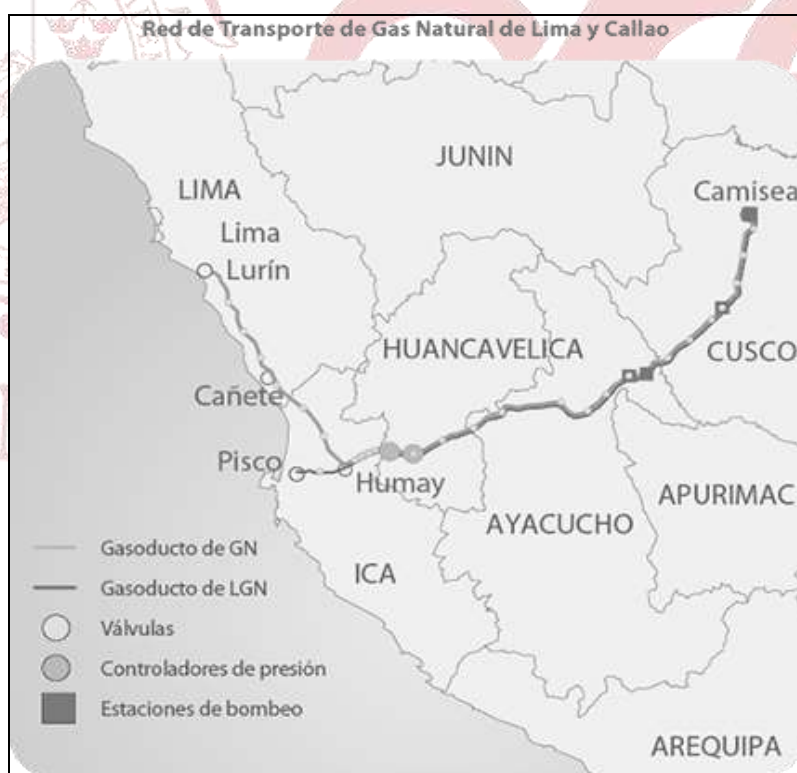 Red de Transporte de Gas Natural de Lima y Callao
JUNIN
LIMA
Camisea
Lima
Lurín
HUANCAVELICA
CUSCO
Cañete
Pisco
Humay
APURIMAC
AYACUCHO
ICA
Gasoducto de GN
Gasoducto de LGN
Válvulas
Controladores de presión
Estaciones de bombeo
AREQUIPA